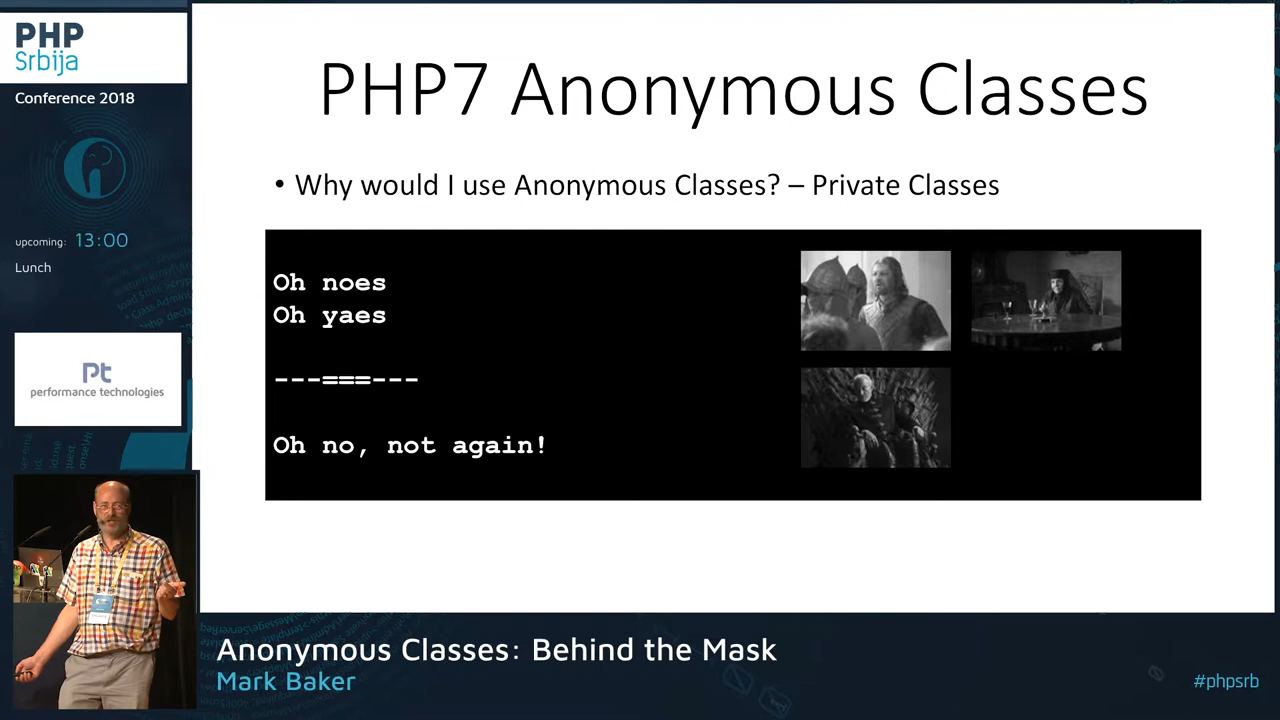 PHP
Srbija
Conference 2018
upcoming: 13:00
Lunch
Pt
performance technologies
PHP7 Anonymous Classes
• Why would I use Anonymous Classes? – Private Classes
Oh noes
Oh yaes
---===---
Oh no, not again!
Anonymous Classes: Behind the Mask
Mark Baker
#phpsrb